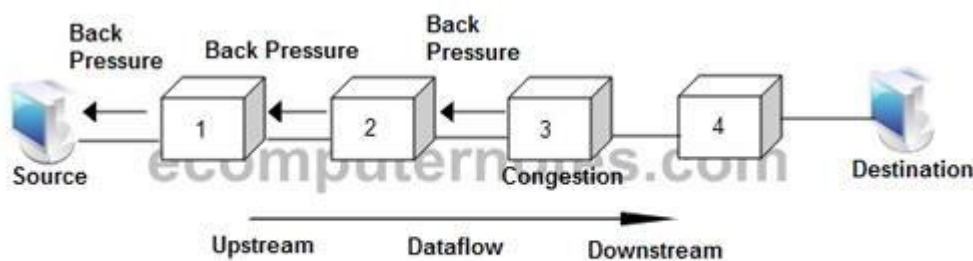 Back
Pressure
Back Pressure
Back
Pressure
1
2
3
4
ecomputernotes.com
Source
Congestion
Destination
Upstream
Dataflow
Downstream